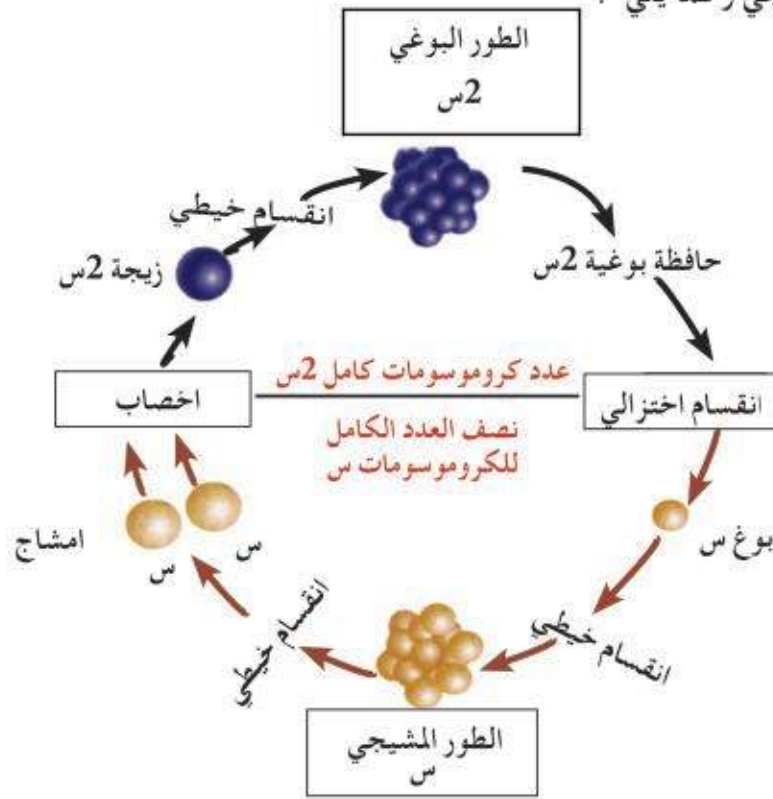 الطور البوغي
2س
انقسام خيطي
حافظة بوغية 2س
زيجة 2س
عدد كروموسومات كامل 2س
اخصاب
انقسام اختزالي
نصف العدد الكامل
للكروموسومات س
بوغ س
امشاج
س
س
انقسام خيطي
انقسام خيطي
الطور المشيجي
س